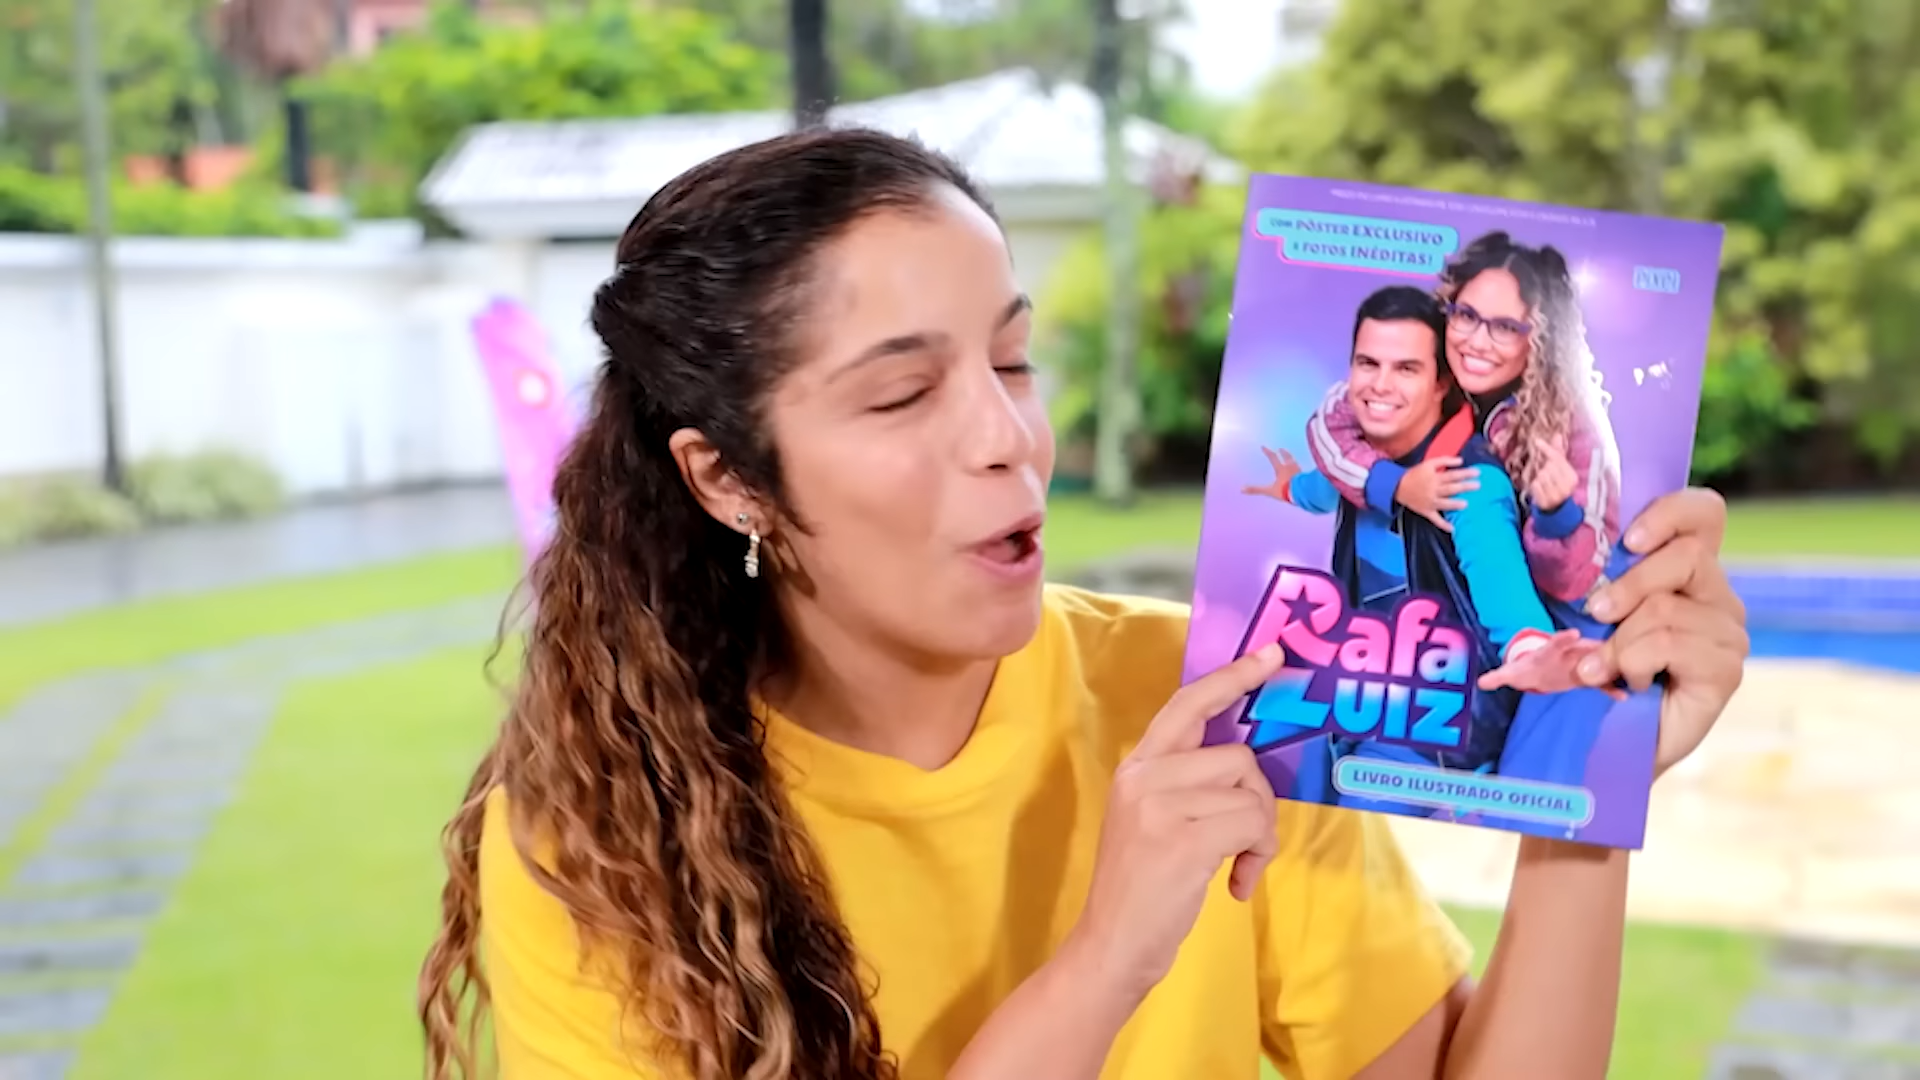 COM PÔSTER EXCLUSIVO
E FOTOS INÉDITAS!
Rafa
LUIZ
LIVRO ILUSTRADO OFICIAL